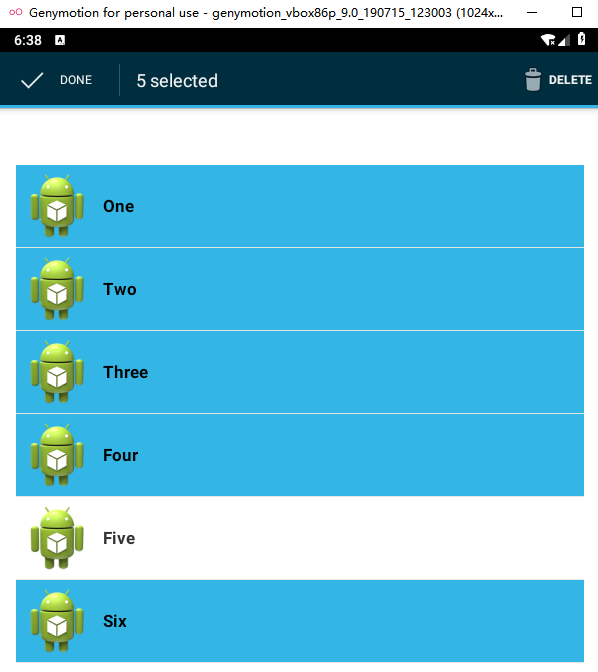 Genymotion for personal use - genymotion_vbox86p_9.0_190715_123003 (1024x...
6:38 A
DONE 5 selected DELETE
One
Two
Three
Four
Five
Six